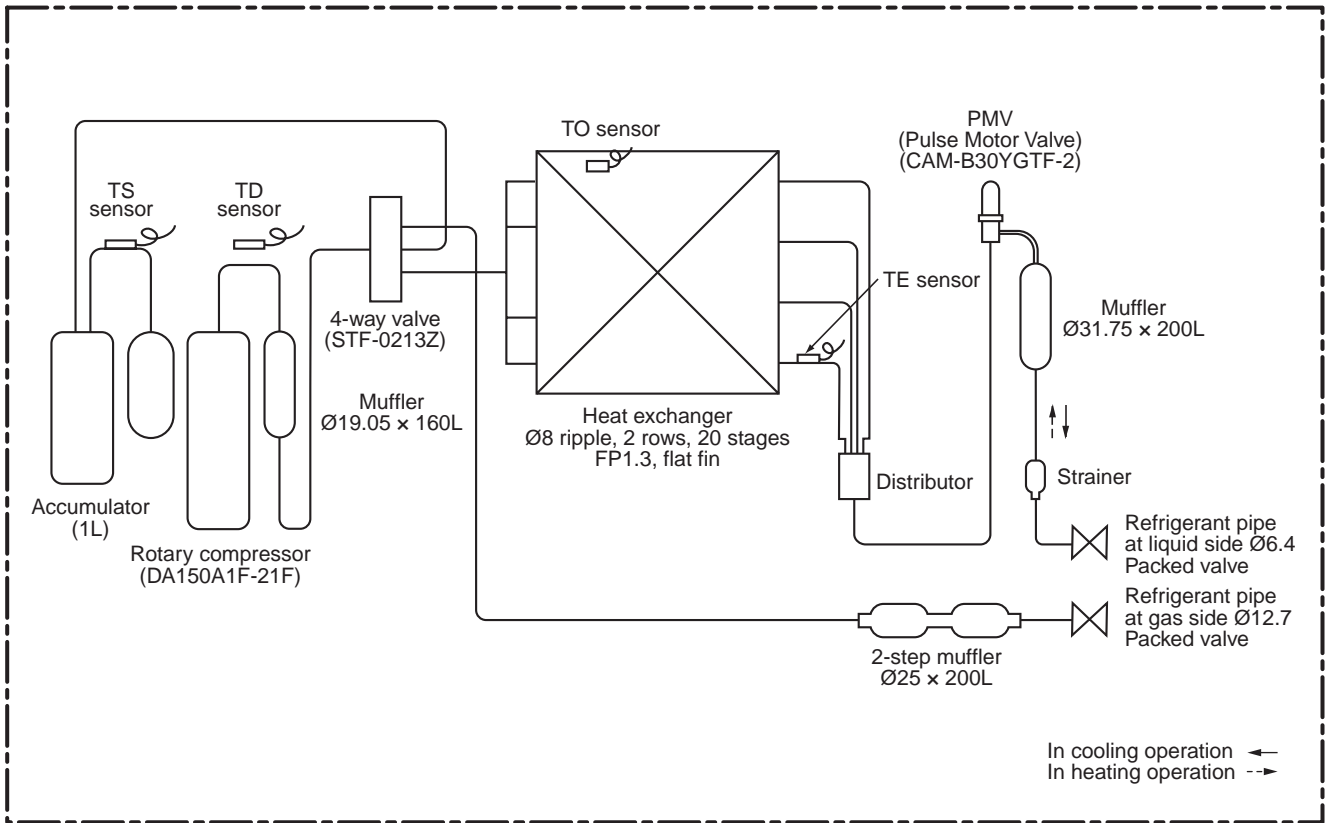 TO sensor
PMV
(Pulse Motor Valve)
(CAM-B30YGTF-2)
TS
sensor
TD
sensor
TE sensor
4-way valve
(STF-0213Z)
Muffler
Ø31.75 × 200L
Muffler
Ø19.05 × 160L
Heat exchanger
Ø8 ripple, 2 rows, 20 stages
FP1.3, flat fin
Distributor
Strainer
Accumulator
(1L)
Rotary compressor
(DA150A1F-21F)
Refrigerant pipe
at liquid side Ø6.4
Packed valve
Refrigerant pipe
at gas side Ø12.7
Packed valve
2-step muffler
Ø25 × 200L
In cooling operation
In heating operation